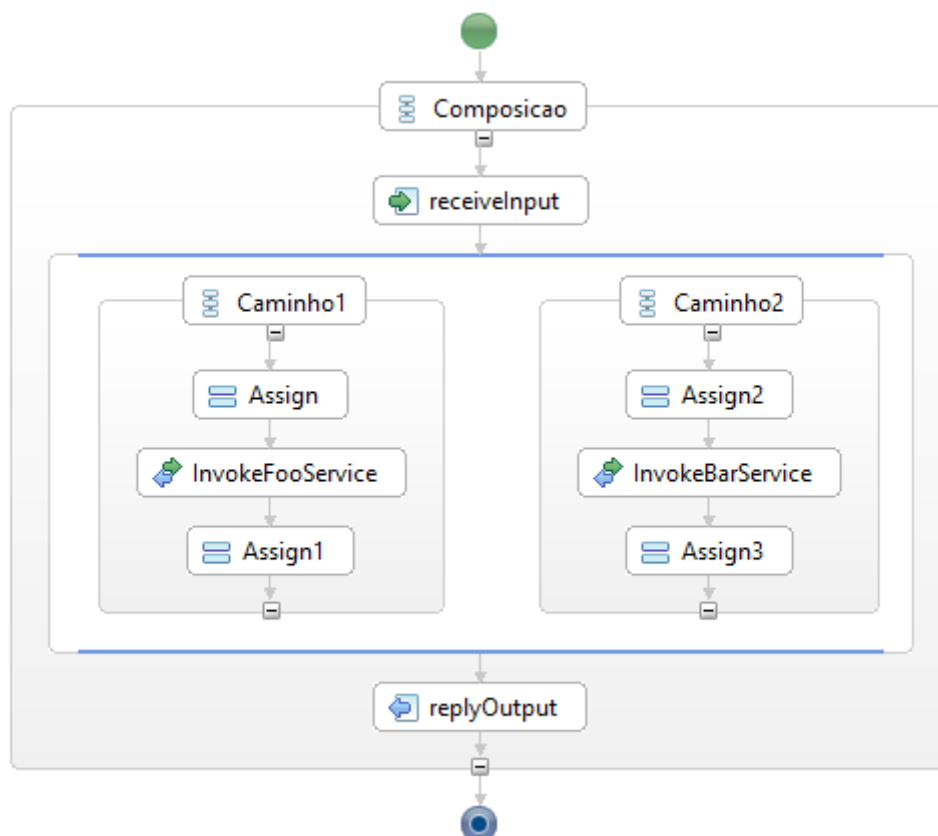 Composicao
receiveInput
Caminho1
Caminho2
Assign
Assign2
InvokeFooService
InvokeBarService
Assign1
Assign3
replyOutput